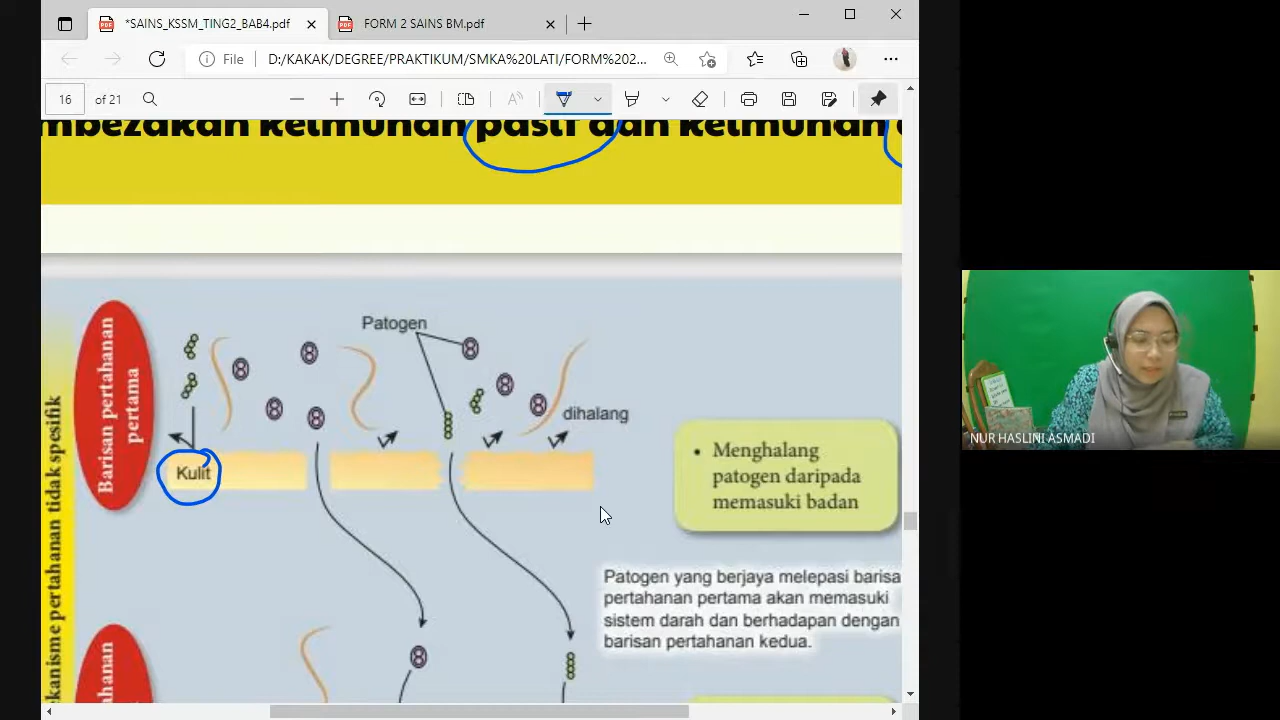 *SAINS_KSSM_TING2_BAB4.pdf
FORM 2 SAINS BM.pdf
File
D:/KAKAK/DEGREE/PRAKTIKUM/SMKA%20LATI/FORM%202...
16
of 21
mbezakan keimunan pasif dan keimunan
Patogen
Barisan pertahanan
pertama
dihalang
Kulit
• Menghalang
patogen daripada
memasuki badan
ekanisme pertahanan tidak spesifik
Patogen yang berjaya melepasi barisa
pertahanan pertama akan memasuki
sistem darah dan berhadapan dengan
barisan pertahanan kedua.
ahanan
NUR HASLINI ASMADI